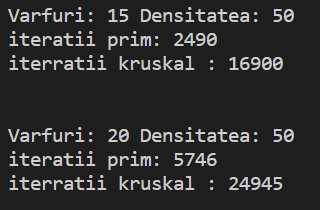 Varfuri: 15 Densitatea: 50
iteratii prim: 2490
iterratii kruskal : 16900
Varfuri: 20 Densitatea: 50
iteratii prim: 5746
iterratii kruskal : 24945